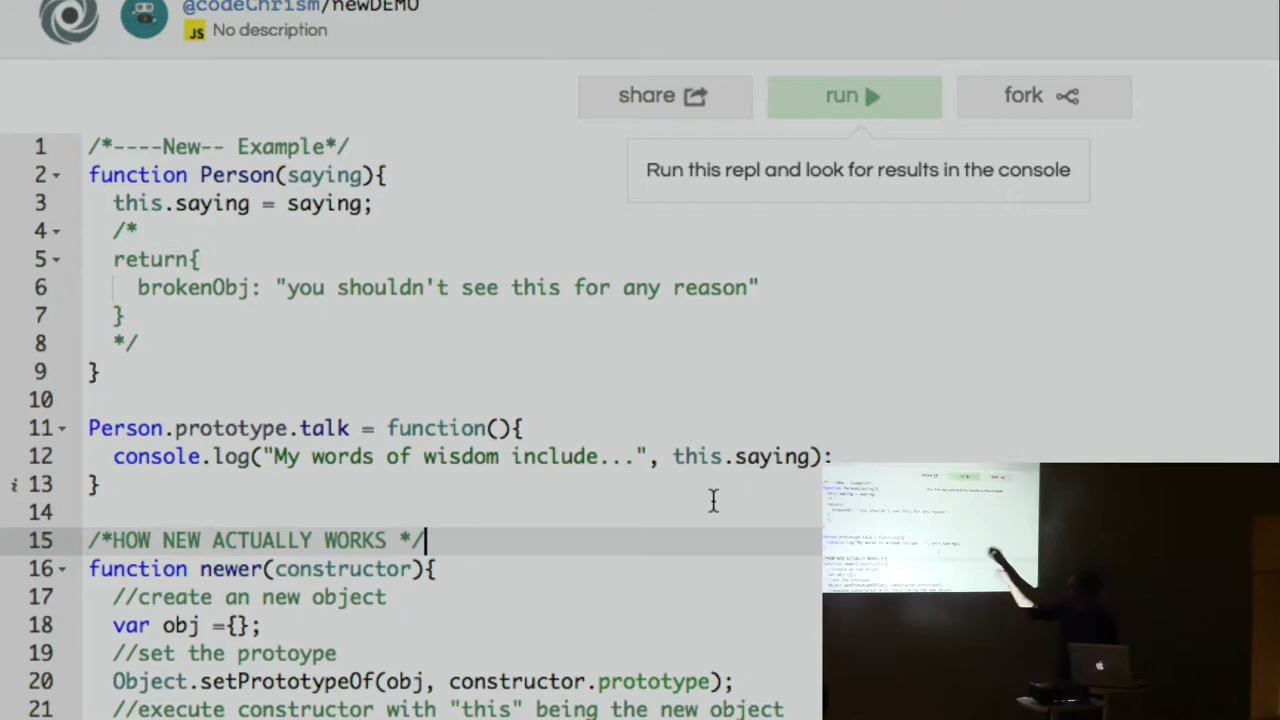 @codeChrism/newDEMO
JS No description
share run fork
Run this repl and look for results in the console
1 /*----New-- Example*/
2 function Person(saying){
3 this.saying = saying;
4 /*
5 return{
6 brokenObj: "you shouldn't see this for any reason"
7 }
8 */
9 }
10
11 Person.prototype.talk = function(){
12 console.log("My words of wisdom include...", this.saying);
i 13 }
14
15 /*HOW NEW ACTUALLY WORKS */
16 function newer(constructor){
17 //create an new object
18 var obj ={};
19 //set the protoype
20 Object.setPrototypeOf(obj, constructor.prototype);
21 //execute constructor with "this" being the new object